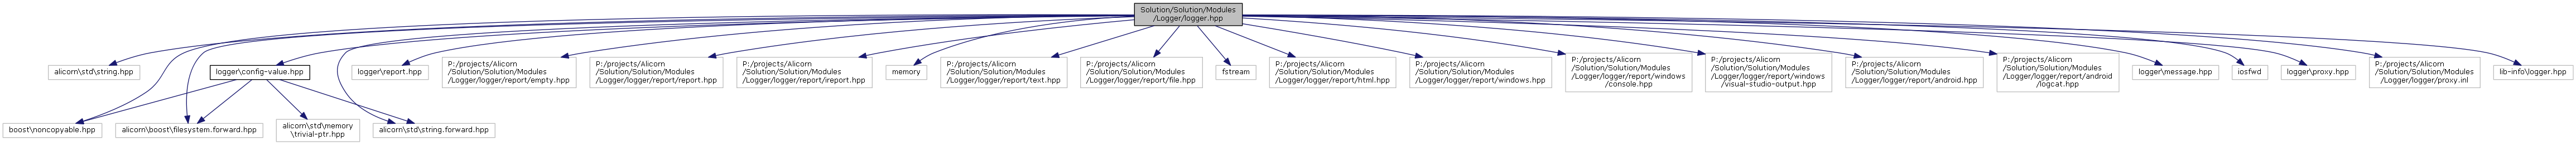 Solution/Solution/Modules
/Logger/logger.hpp
alicorn\std\string.hpp
logger\config-value.hpp
logger\report.hpp
P:/projects/Alicorn
/Solution/Solution/Modules
/Logger/logger/report/empty.hpp
P:/projects/Alicorn
/Solution/Solution/Modules
/Logger/logger/report/report.hpp
P:/projects/Alicorn
/Solution/Solution/Modules
/Logger/logger/report/ireport.hpp
memory
P:/projects/Alicorn
/Solution/Solution/Modules
/Logger/logger/report/text.hpp
P:/projects/Alicorn
/Solution/Solution/Modules
/Logger/logger/report/file.hpp
fstream
P:/projects/Alicorn
/Solution/Solution/Modules
/Logger/logger/report/html.hpp
P:/projects/Alicorn
/Solution/Solution/Modules
/Logger/logger/report/windows.hpp
P:/projects/Alicorn
/Solution/Solution/Modules
/Logger/logger/report/windows
/console.hpp
P:/projects/Alicorn
/Solution/Solution/Modules
/Logger/logger/report/windows
/visual-studio-output.hpp
P:/projects/Alicorn
/Solution/Solution/Modules
/Logger/logger/report/android.hpp
P:/projects/Alicorn
/Solution/Solution/Modules
/Logger/logger/report/android
/logcat.hpp
logger\message.hpp
iosfwd
logger\proxy.hpp
P:/projects/Alicorn
/Solution/Solution/Modules
/Logger/logger/proxy.inl
lib-info\logger.hpp
boost\noncopyable.hpp
alicorn\boost\filesystem.forward.hpp
alicorn\std\memory
\trivial-ptr.hpp
alicorn\std\string.forward.hpp